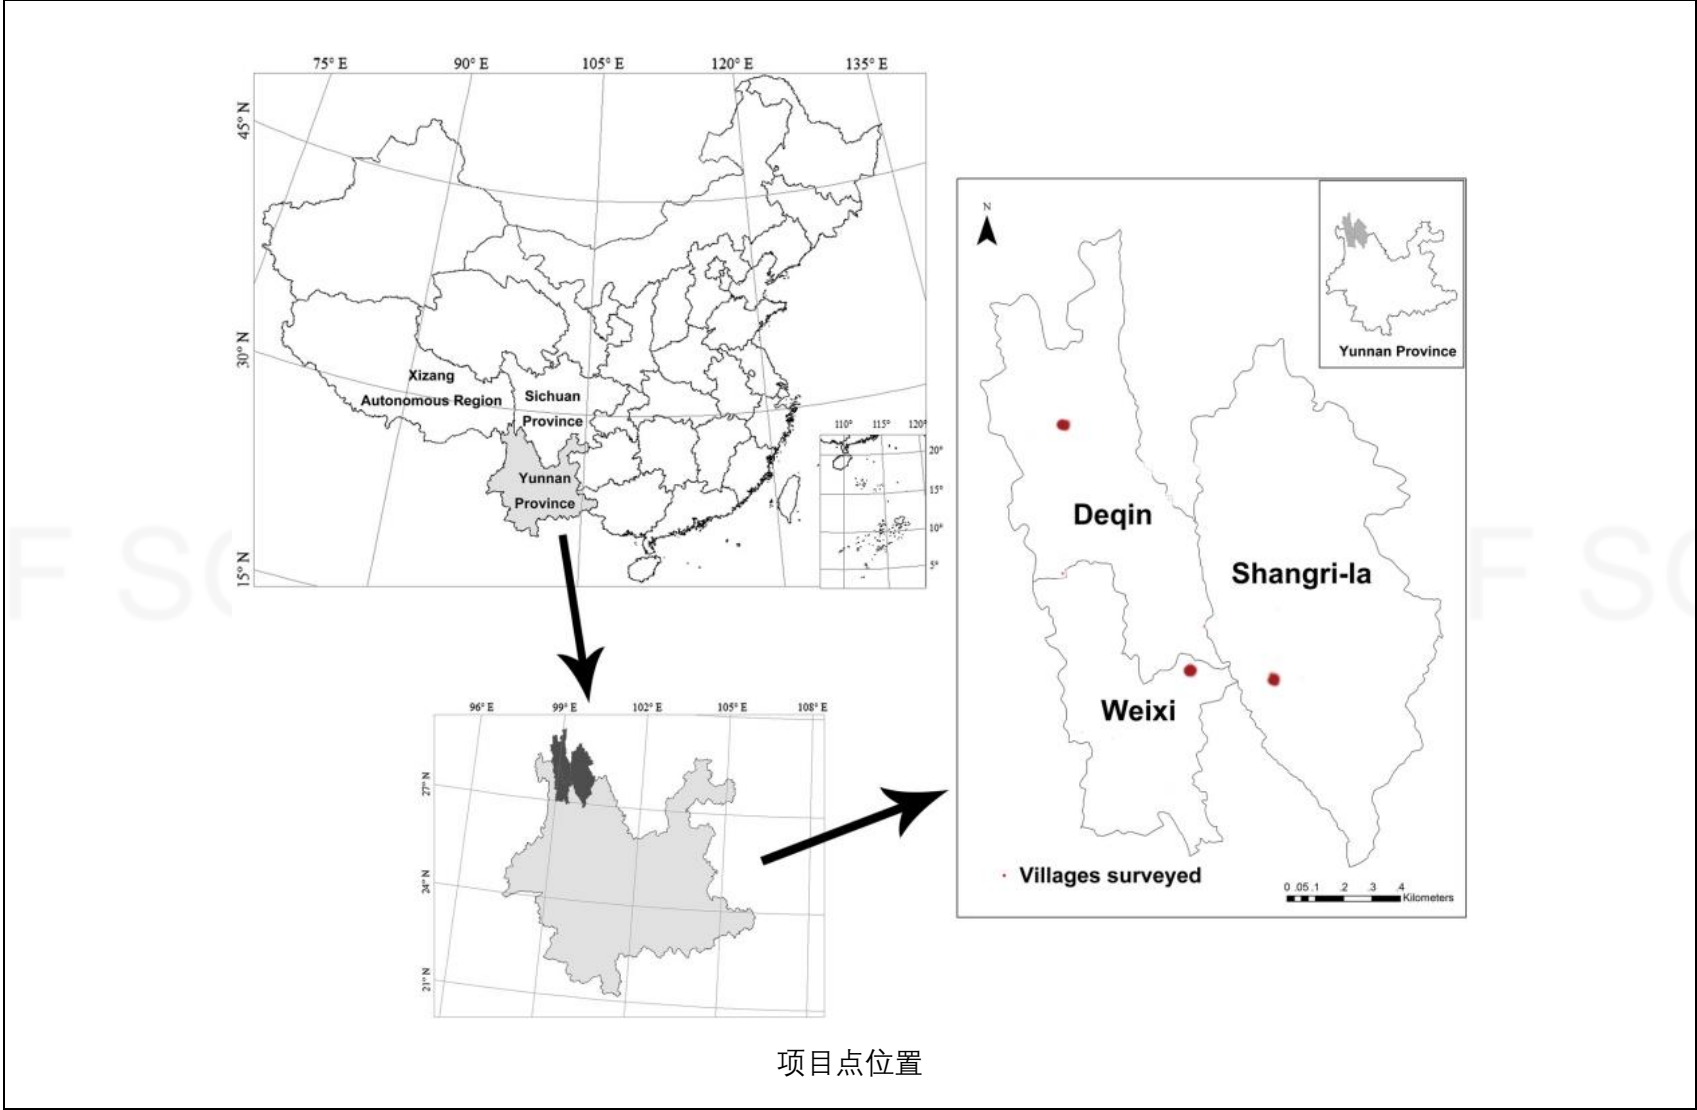 75° E 90° E 105° E 120° E 135° E
45° N
30° N
15° N
Xizang
Autonomous Region
Sichuan
Province
Yunnan
Province
110° 115° 120°
20°
15°
10°
5°
N
Yunnan Province
Deqin
Shangri-la
Weixi
Villages surveyed
0 .05 .1 .2 .3 .4
Kilometers
96° E 99° E 102° E 105° E 108° E
27° N
24° N
21° N
项目点位置
F SC
F SC